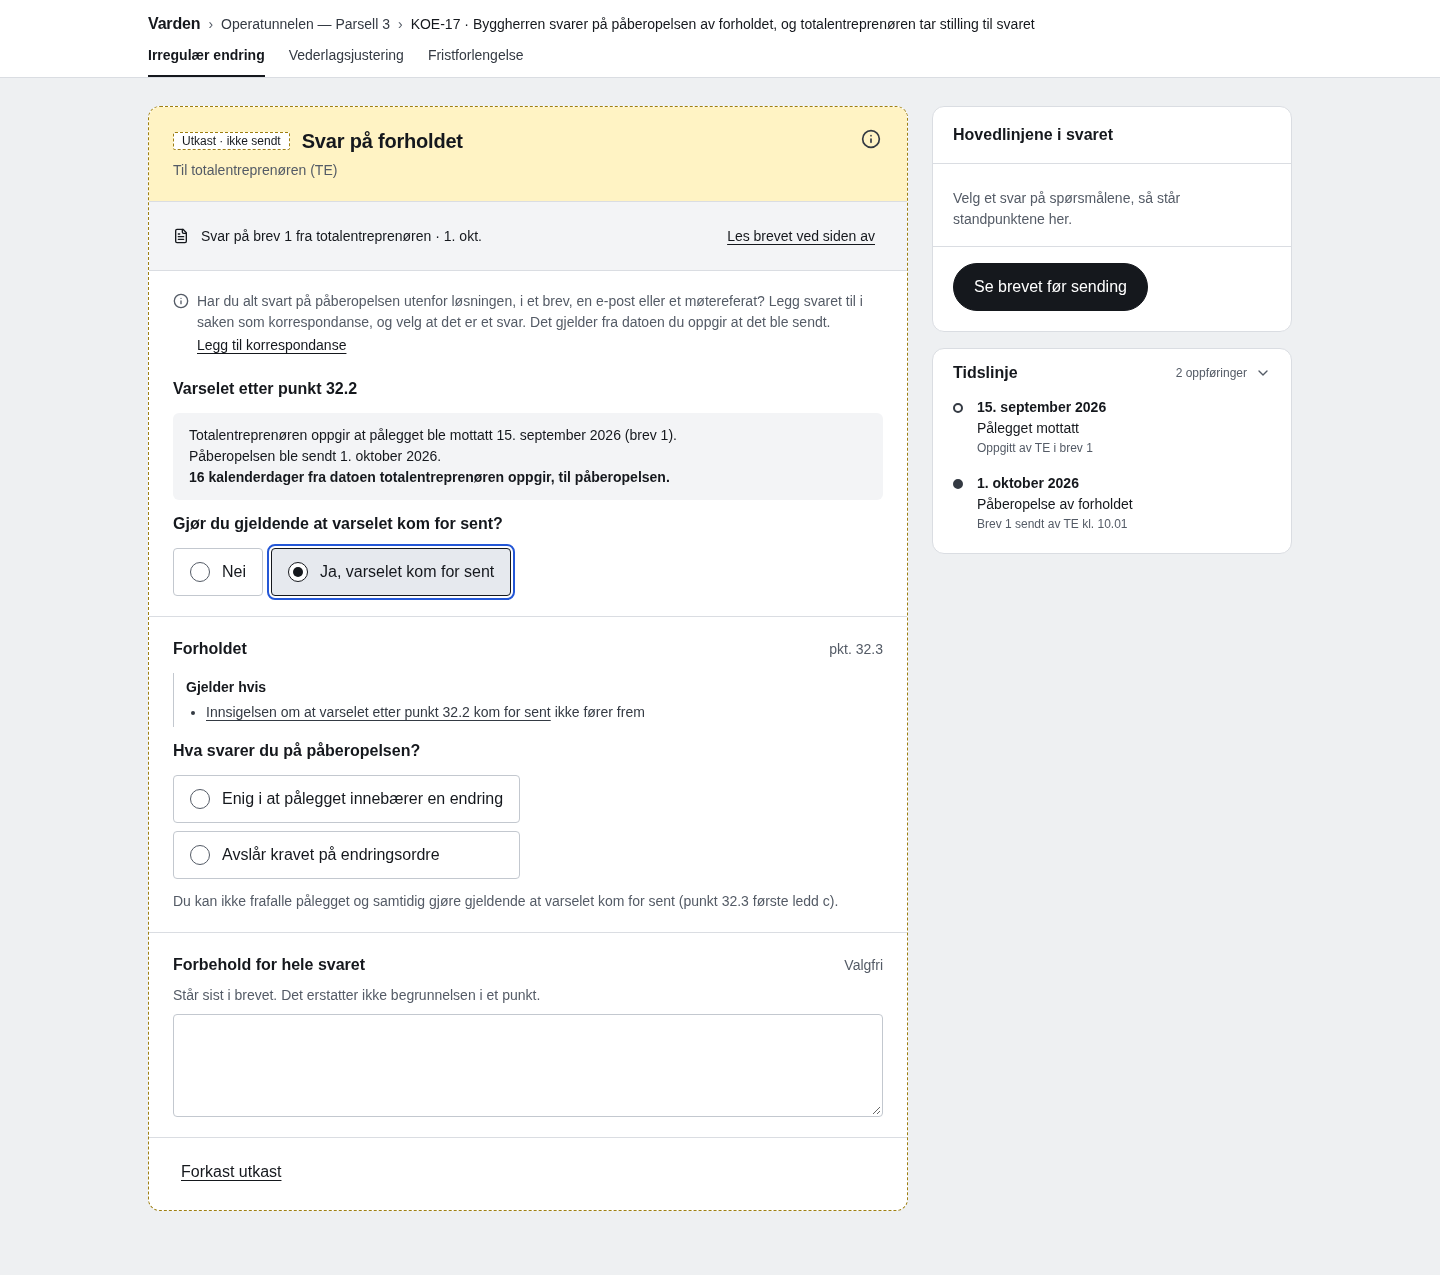 Varden › Operatunnelen — Parsell 3 › KOE-17 · Byggherren svarer på påberopelsen av forholdet, og totalentreprenøren tar stilling til svaret
Irregulær endring Vederlagsjustering Fristforlengelse
Utkast · ikke sendt Svar på forholdet
Til totalentreprenøren (TE)
Svar på brev 1 fra totalentreprenøren · 1. okt. Les brevet ved siden av
Har du alt svart på påberopelsen utenfor løsningen, i et brev, en e-post eller et møtereferat? Legg svaret til i
saken som korrespondanse, og velg at det er et svar. Det gjelder fra datoen du oppgir at det ble sendt.
Legg til korrespondanse
Varselet etter punkt 32.2
Totalentreprenøren oppgir at pålegget ble mottatt 15. september 2026 (brev 1).
Påberopelsen ble sendt 1. oktober 2026.
16 kalenderdager fra datoen totalentreprenøren oppgir, til påberopelsen.
Gjør du gjeldende at varselet kom for sent?
Nei Ja, varselet kom for sent
Forholdet pkt. 32.3
Gjelder hvis
• Innsigelsen om at varselet etter punkt 32.2 kom for sent ikke fører frem
Hva svarer du på påberopelsen?
Enig i at pålegget innebærer en endring
Avslår kravet på endringsordre
Du kan ikke frafalle pålegget og samtidig gjøre gjeldende at varselet kom for sent (punkt 32.3 første ledd c).
Forbehold for hele svaret Valgfri
Står sist i brevet. Det erstatter ikke begrunnelsen i et punkt.
Forkast utkast
Hovedlinjene i svaret
Velg et svar på spørsmålene, så står
standpunktene her.
Se brevet før sending
Tidslinje 2 oppføringer
15. september 2026
Pålegget mottatt
Oppgitt av TE i brev 1
1. oktober 2026
Påberopelse av forholdet
Brev 1 sendt av TE kl. 10.01